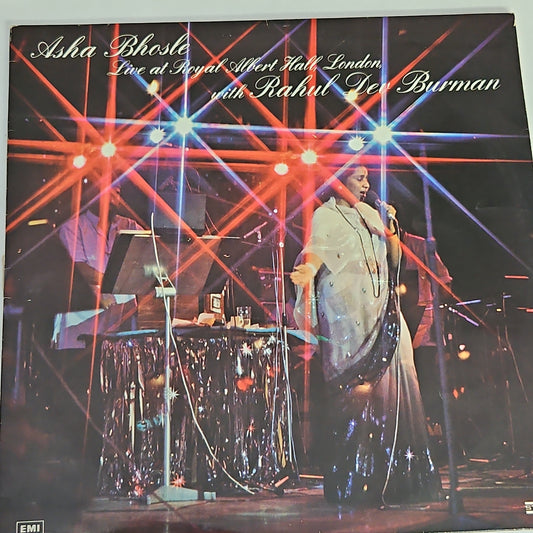 Asha Bhosle
Live at Royal Albert Hall, London,
with Rahul Dev Burman
EMI